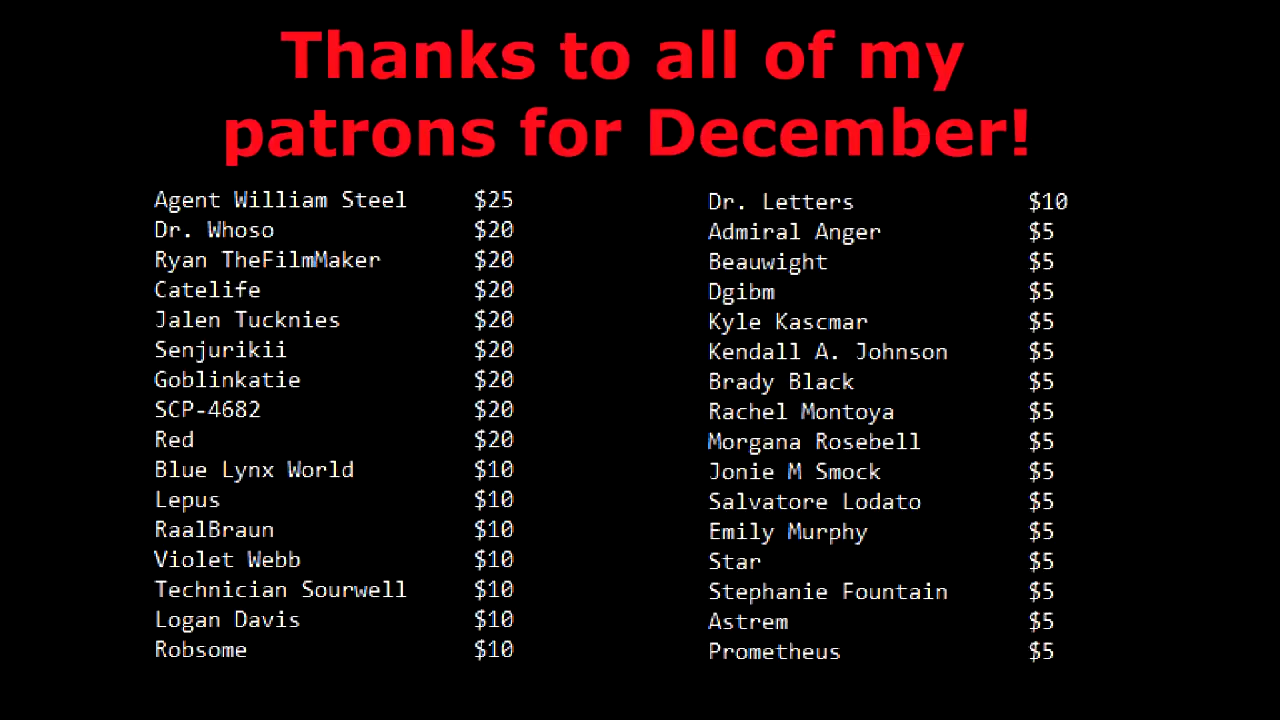 Thanks to all of my
patrons for December!
Agent William Steel $25
Dr. Whoso $20
Ryan TheFilmMaker $20
Catelife $20
Jalen Tucknies $20
Senjurikii $20
Goblinkatie $20
SCP-4682 $20
Red $20
Blue Lynx World $10
Lepus $10
RaalBraun $10
Violet Webb $10
Technician Sourwell $10
Logan Davis $10
Robsome $10
Dr. Letters $10
Admiral Anger $5
Beauwight $5
Dgibm $5
Kyle Kascmar $5
Kendall A. Johnson $5
Brady Black $5
Rachel Montoya $5
Morgana Rosebell $5
Jonie M Smock $5
Salvatore Lodato $5
Emily Murphy $5
Star $5
Stephanie Fountain $5
Astrem $5
Prometheus $5